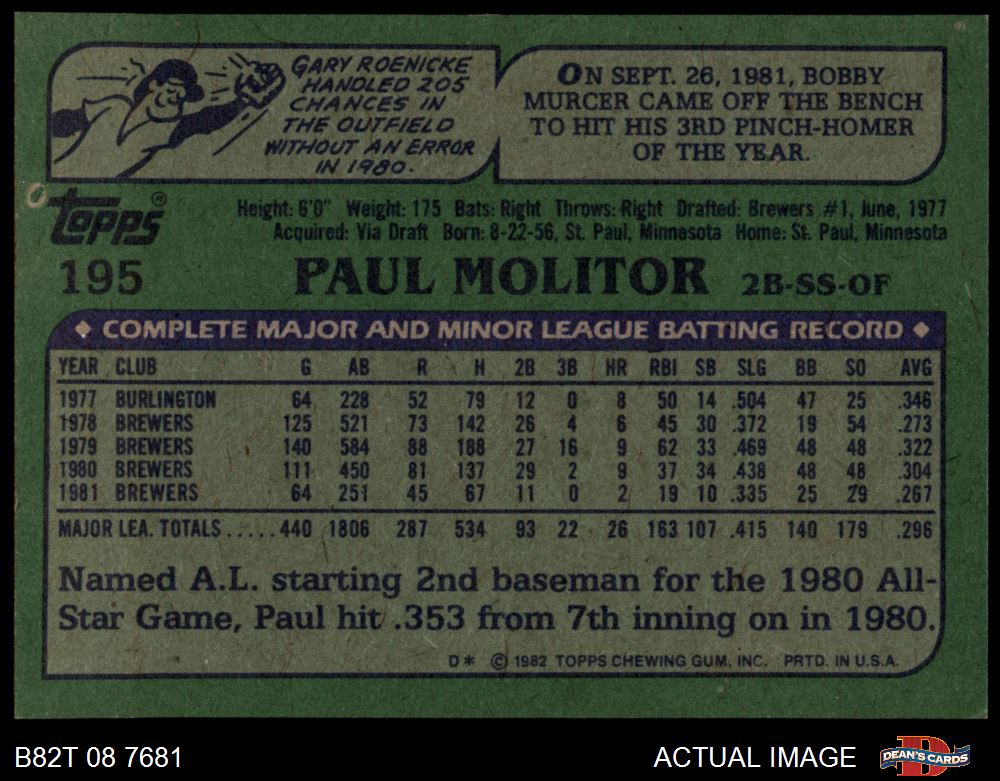 GARY ROENICKE
HANDLED 205
CHANCES IN
THE OUTFIELD
WITHOUT AN ERROR
IN 1980.
ON SEPT. 26, 1981, BOBBY
MURCER CAME OFF THE BENCH
TO HIT HIS 3RD PINCH-HOMER
OF THE YEAR.
topps®
Height: 6'0" Weight: 175 Bats: Right Throws: Right Drafted: Brewers #1, June, 1977
Acquired: Via Draft Born: 8-22-56, St. Paul, Minnesota Home: St. Paul, Minnesota
195 PAUL MOLITOR 2B-SS-OF
◆ COMPLETE MAJOR AND MINOR LEAGUE BATTING RECORD ◆
YEAR CLUB G AB R H 2B 3B HR RBI SB SLG BB SO AVG
1977 BURLINGTON 64 228 52 79 12 0 8 50 14 .504 47 25 .346
1978 BREWERS 125 521 73 142 26 4 6 45 30 .372 19 54 .273
1979 BREWERS 140 584 88 188 27 16 9 62 33 .469 48 48 .322
1980 BREWERS 111 450 81 137 29 2 9 37 34 .438 48 48 .304
1981 BREWERS 64 251 45 67 11 0 2 19 10 .335 25 29 .267
MAJOR LEA. TOTALS.....440 1806 287 534 93 22 26 163 107 .415 140 179 .296
Named A.L. starting 2nd baseman for the 1980 All-
Star Game, Paul hit .353 from 7th inning on in 1980.
D* © 1982 TOPPS CHEWING GUM, INC. PRTD. IN U.S.A.
B82T 08 7681 ACTUAL IMAGE DEAN'S CARDS